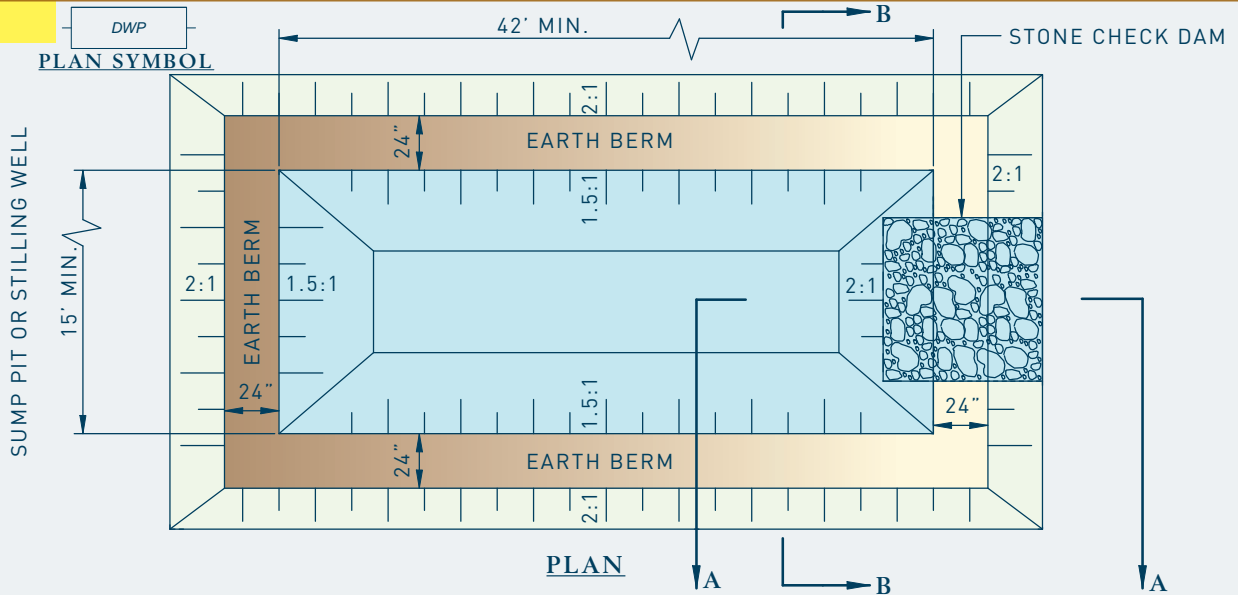 DWP
PLAN SYMBOL
42’ MIN.
B
STONE CHECK DAM
2:1
24”
EARTH BERM
2:1
1.5:1
SUMP PIT OR STILLING WELL
15’ MIN.
2:1
EARTH BERM
1.5:1
2:1
24”
1.5:1
24”
24”
EARTH BERM
2:1
PLAN
A
B
A